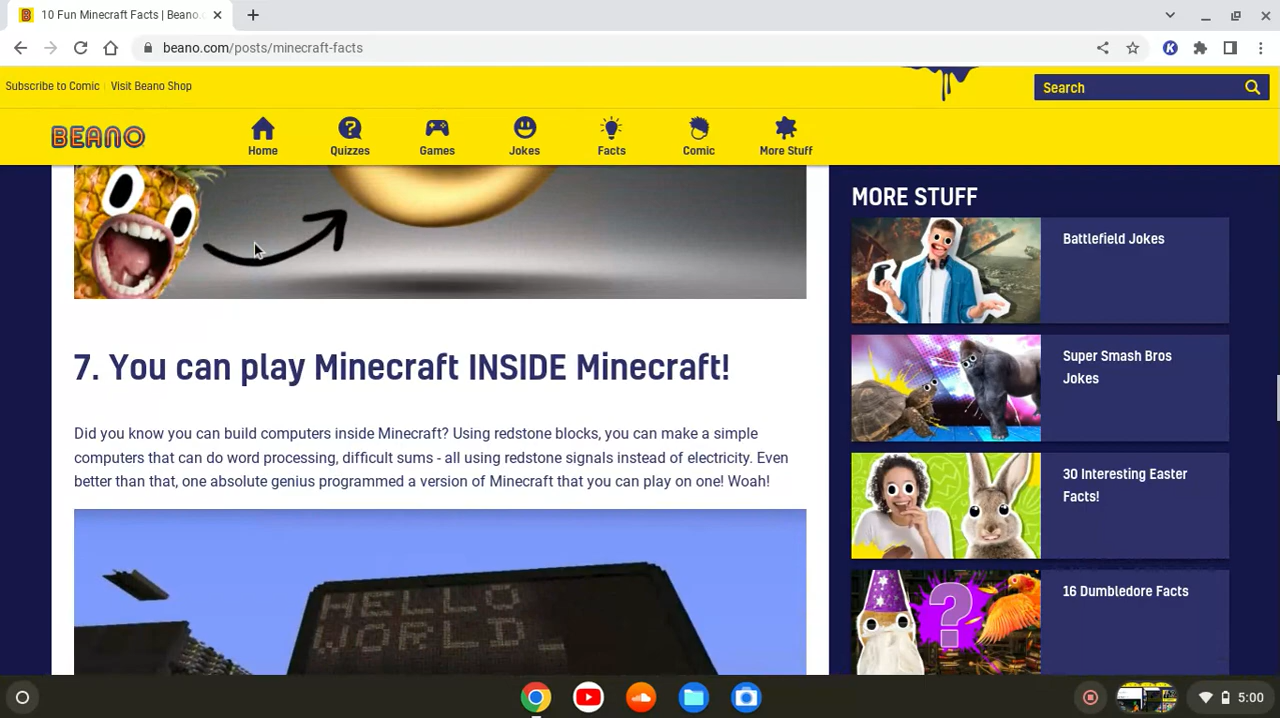 10 Fun Minecraft Facts | Beano.c
beano.com/posts/minecraft-facts
Subscribe to Comic
Visit Beano Shop
Search
BEANO
Home
Quizzes
Games
Jokes
Facts
Comic
More Stuff
7. You can play Minecraft INSIDE Minecraft!
Did you know you can build computers inside Minecraft? Using redstone blocks, you can make a simple
computers that can do word processing, difficult sums - all using redstone signals instead of electricity. Even
better than that, one absolute genius programmed a version of Minecraft that you can play on one! Woah!
HELLO
WORLD_
MORE STUFF
Battlefield Jokes
Super Smash Bros
Jokes
30 Interesting Easter
Facts!
16 Dumbledore Facts
?
5:00